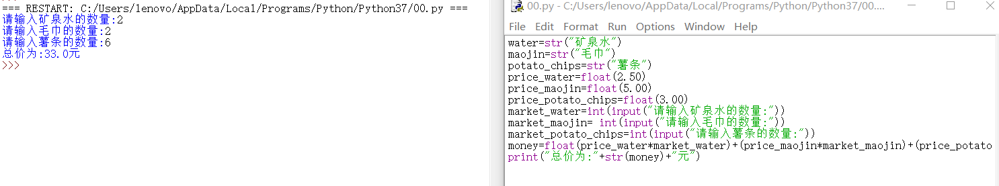 === RESTART: C:/Users/lenovo/AppData/Local/Programs/Python/Python37/00.py ===
请输入矿泉水的数量:2
请输入毛巾的数量:2
请输入薯条的数量:6
总价为:33.0元
>>>
00.py - C:/Users/lenovo/AppData/Local/Programs/Python/Python37/00....
File Edit Format Run Options Window Help
water=str("矿泉水")
maojin=str("毛巾")
potato_chips=str("薯条")
price_water=float(2.50)
price_maojin=float(5.00)
price_potato_chips=float(3.00)
market_water=int(input("请输入矿泉水的数量:"))
market_maojin= int(input("请输入毛巾的数量:"))
market_potato_chips=int(input("请输入薯条的数量:"))
money=float(price_water*market_water)+(price_maojin*market_maojin)+(price_potato
print("总价为:"+str(money)+"元")